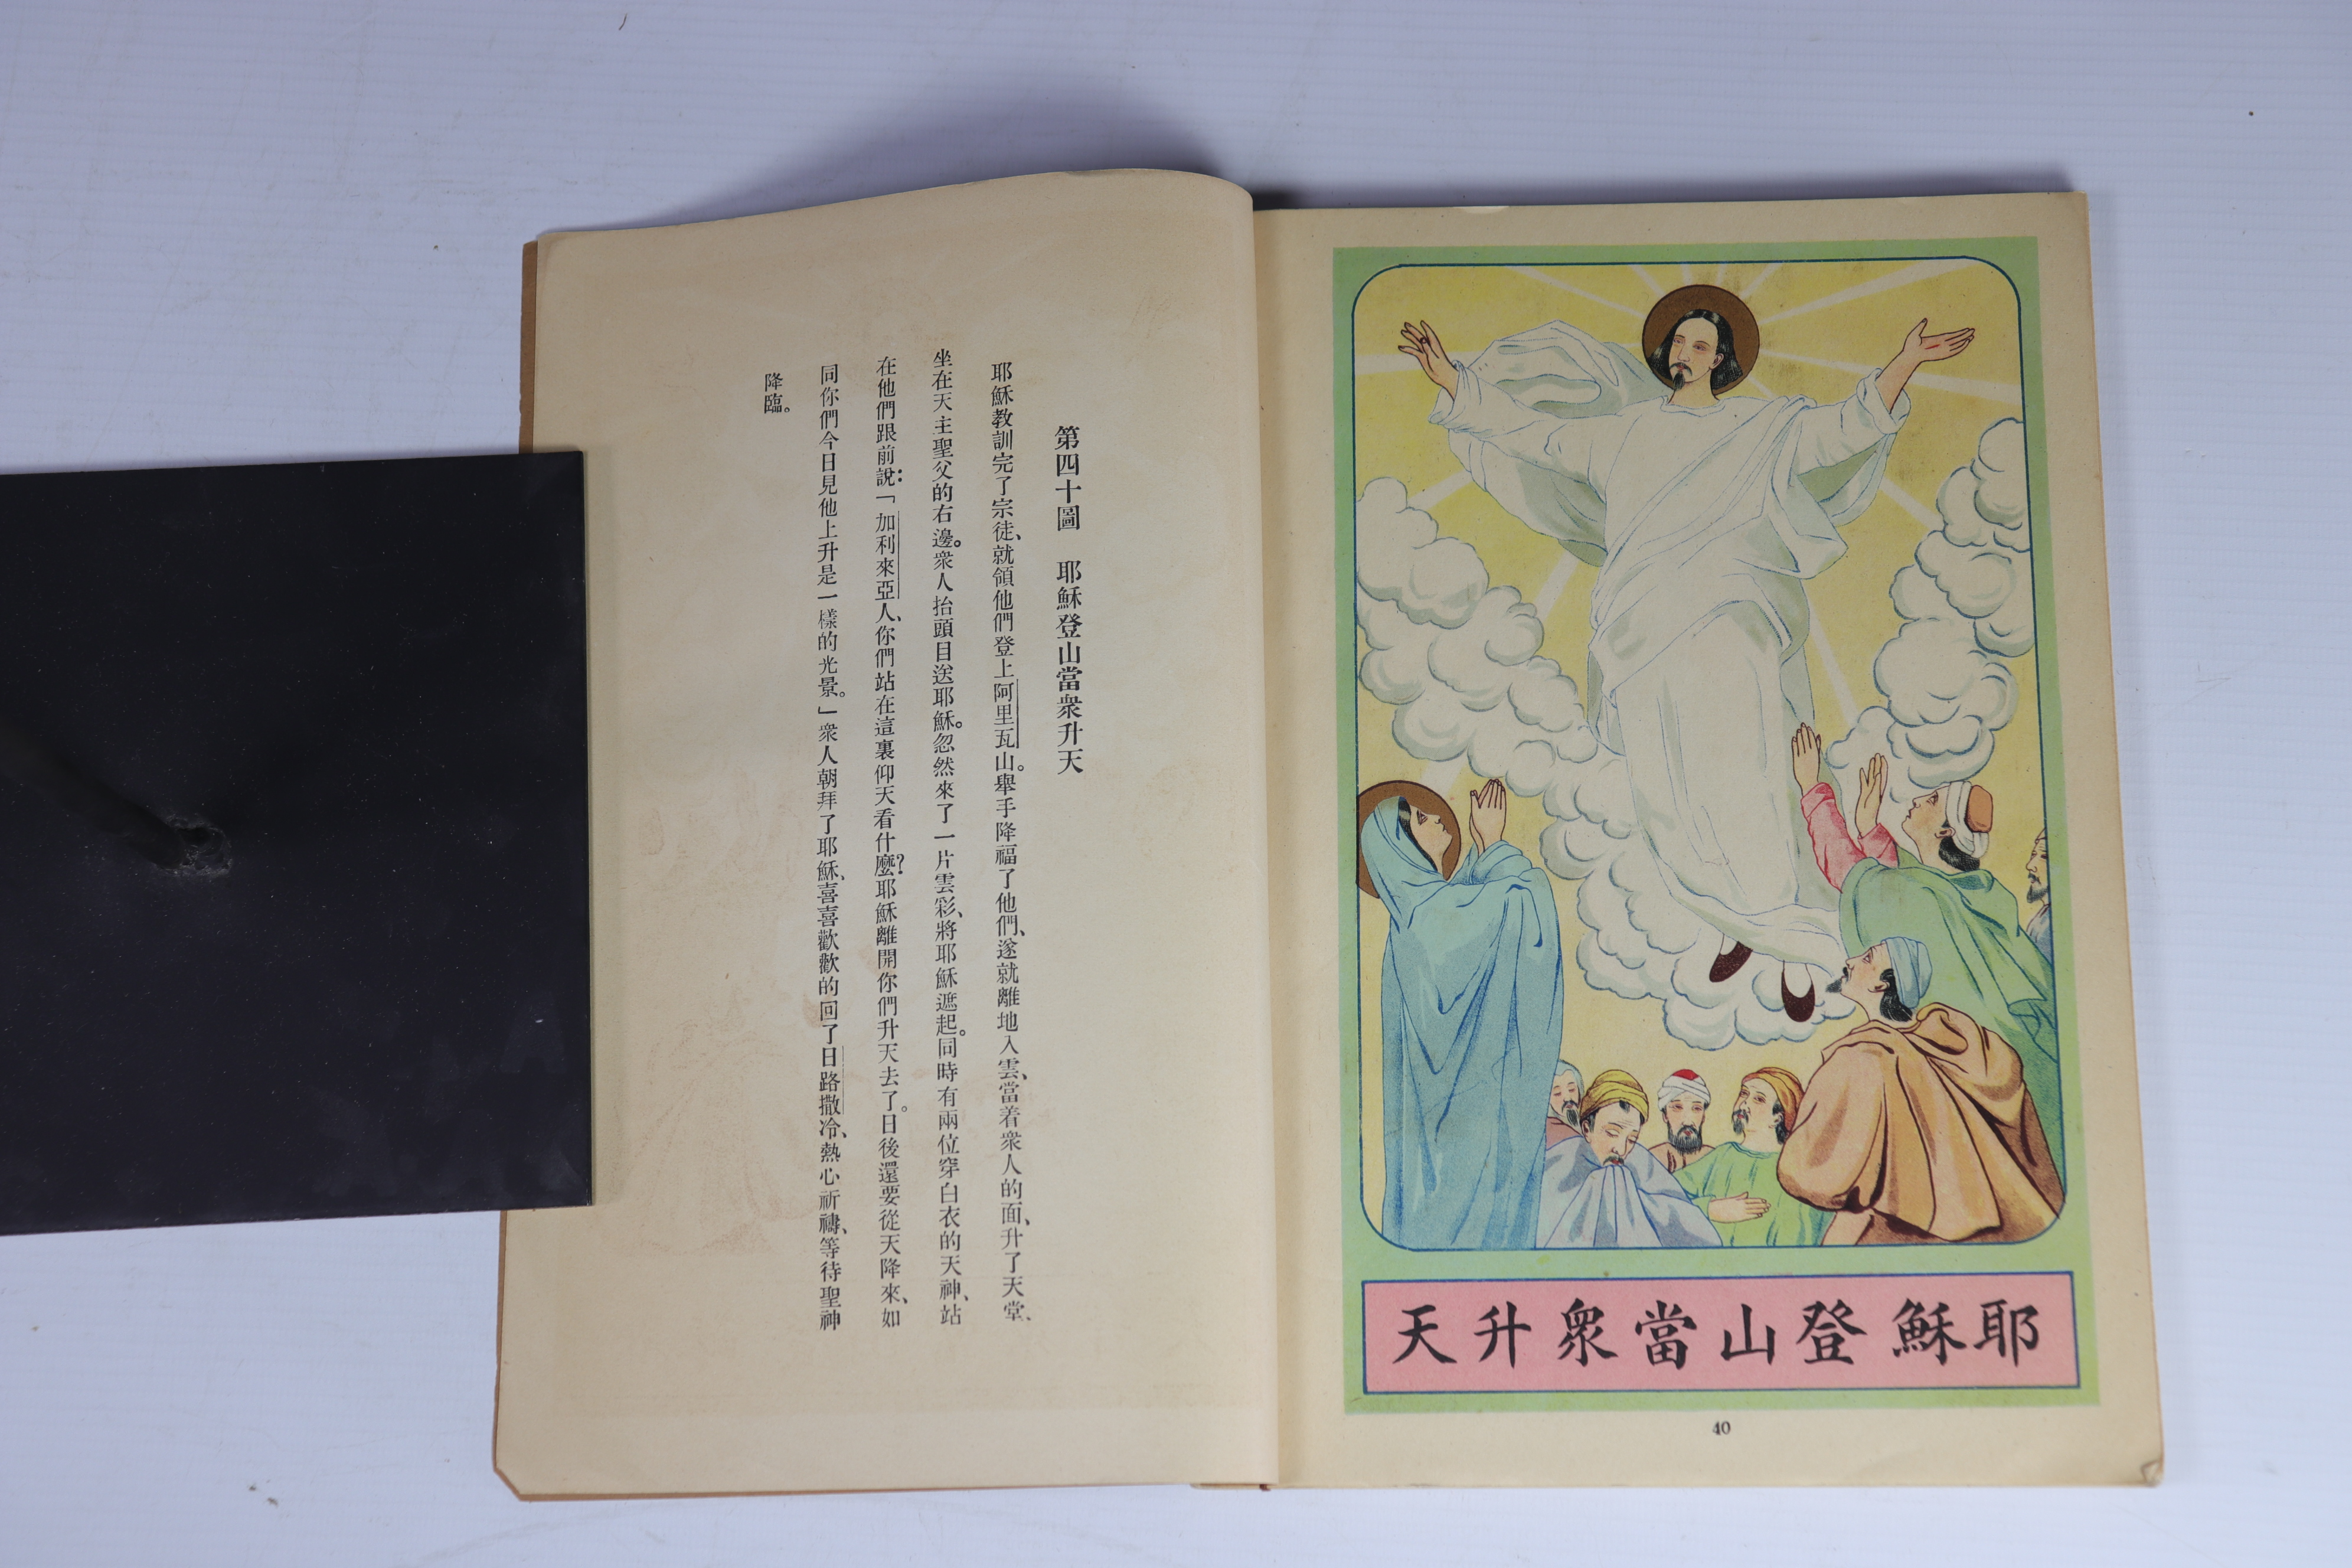 第四十圖　耶穌登山當衆升天
耶穌教訓完了宗徒、就領他們登上阿里瓦山。舉手降福了他們、遂就離地入雲、當着衆人的面、升了天堂、
坐在天主聖父的右邊。衆人抬頭目送耶穌。忽然來了一片雲彩、將耶穌遮起。同時有兩位穿白衣的天神、站
在他們跟前說：「加利來亞人、你們站在這裏仰天看什麼？耶穌離開你們升天去了。日後還要從天降來、如
同你們今日見他上升是一樣的光景。」衆人朝拜了耶穌、喜喜歡歡的回了日路撒冷、熱心祈禱、等待聖神
降臨。
耶穌登山當衆升天
40